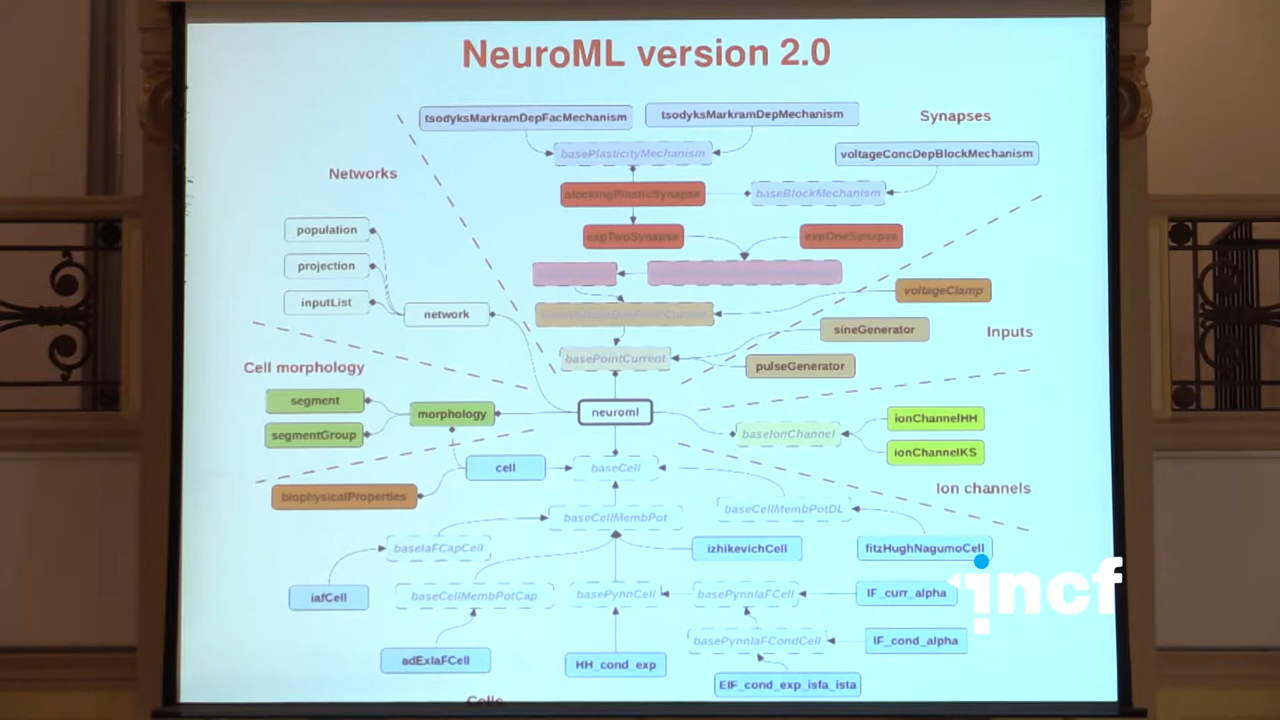 NeuroML version 2.0
tsodyksMarkramDepFacMechanism
tsodyksMarkramDepMechanism
Synapses
basePlasticityMechanism
voltageConcDepBlockMechanism
Networks
blockingPlasticSynapse
baseBlockMechanism
population
expTwoSynapse
expOneSynapse
projection
voltageClamp
inputList
network
sineGenerator
Inputs
basePointCurrent
pulseGenerator
Cell morphology
segment
morphology
neuroml
ionChannelHH
segmentGroup
baseIonChannel
ionChannelKS
cell
baseCell
Ion channels
biophysicalProperties
baseCellMembPot
baseCellMembPotDL
baseIaFCapCell
izhikevichCell
fitzHughNagumoCell
iafCell
baseCellMembPotCap
basePynnCell
basePynnIaFCell
IF_curr_alpha
incf
basePynnIaFCondCell
IF_cond_alpha
adExIaFCell
HH_cond_exp
EIF_cond_exp_isfa_ista
Cells